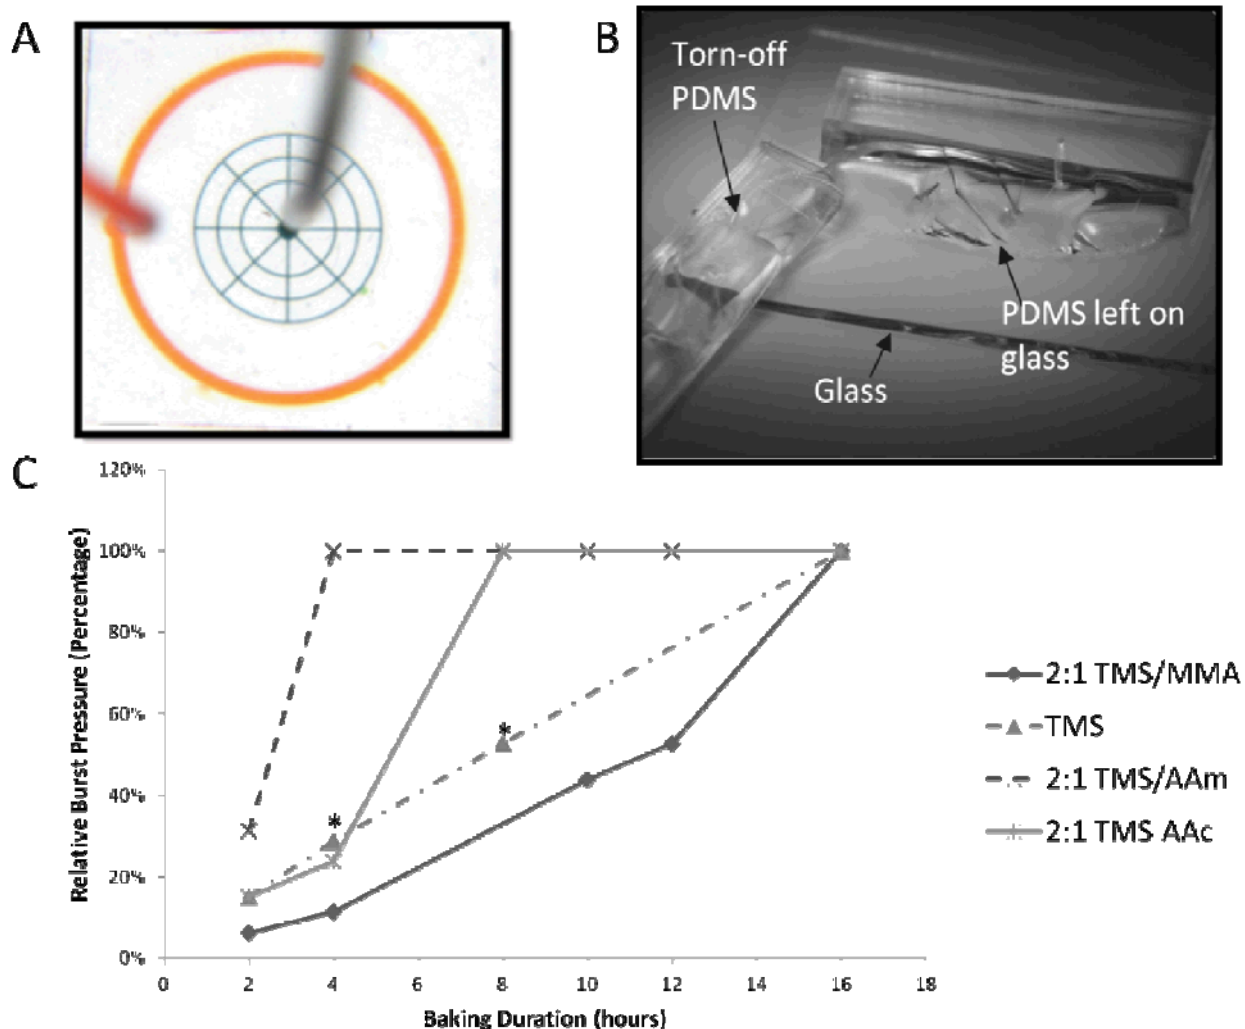 A
B
Torn-off
PDMS
PDMS left on
glass
Glass
C
Relative Burst Pressure (Percentage)
120%
100%
80%
60%
40%
20%
0%
*
*
0
2
4
6
8
10
12
14
16
18
Baking Duration (hours)
2:1 TMS/MMA
TMS
2:1 TMS/AAm
2:1 TMS AAc